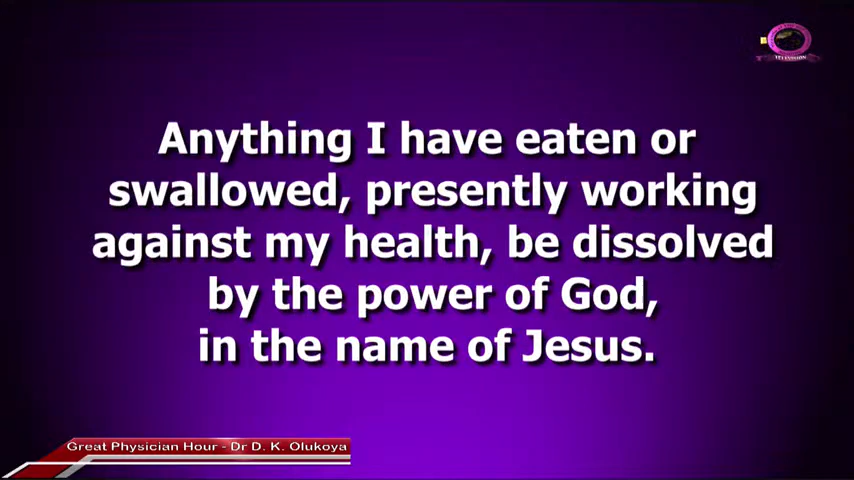 TELEVISION
Anything I have eaten or
swallowed, presently working
against my health, be dissolved
by the power of God,
in the name of Jesus.
Great Physician Hour - Dr D. K. Olukoya